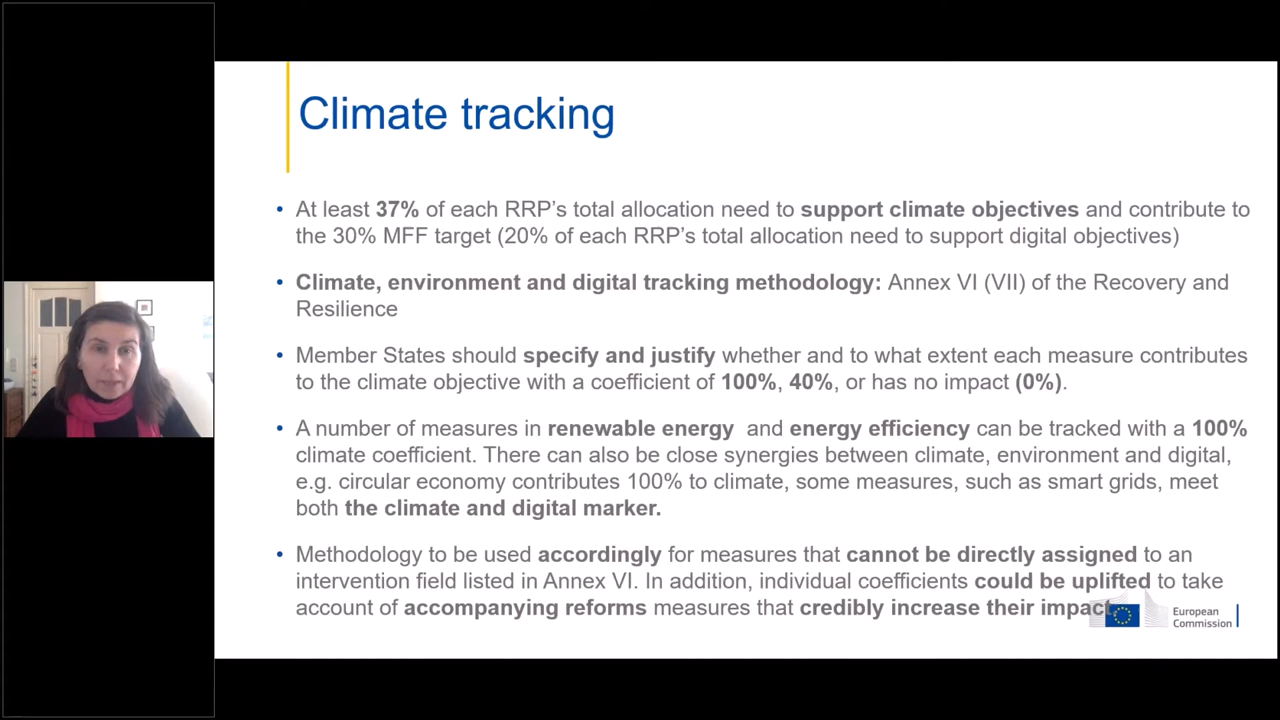 Climate tracking
• At least 37% of each RRP's total allocation need to support climate objectives and contribute to
the 30% MFF target (20% of each RRP's total allocation need to support digital objectives)
• Climate, environment and digital tracking methodology: Annex VI (VII) of the Recovery and
Resilience
• Member States should specify and justify whether and to what extent each measure contributes
to the climate objective with a coefficient of 100%, 40%, or has no impact (0%).
• A number of measures in renewable energy and energy efficiency can be tracked with a 100%
climate coefficient. There can also be close synergies between climate, environment and digital,
e.g. circular economy contributes 100% to climate, some measures, such as smart grids, meet
both the climate and digital marker.
• Methodology to be used accordingly for measures that cannot be directly assigned to an
intervention field listed in Annex VI. In addition, individual coefficients could be uplifted to take
account of accompanying reforms measures that credibly increase their impact.
European
Commission